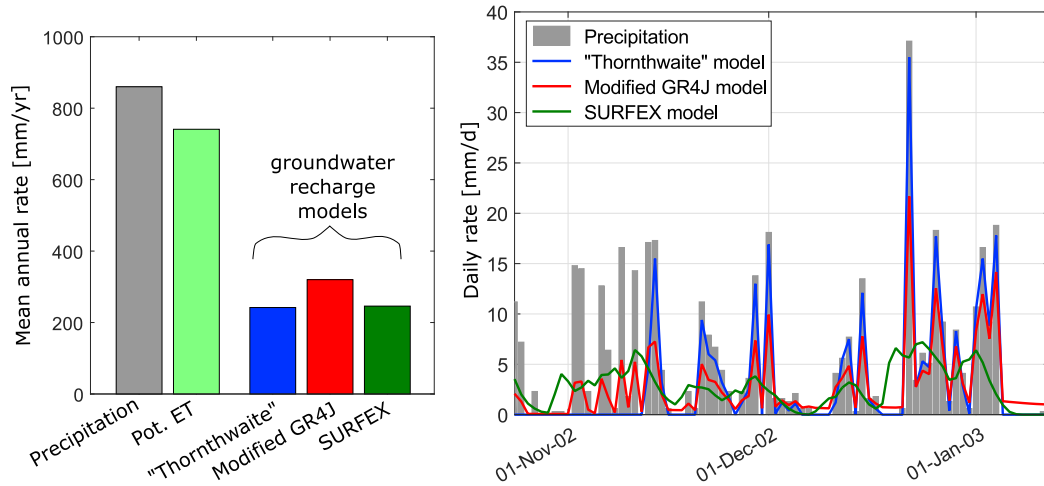 Mean annual rate [mm/yr]
1000
800
600
400
200
0
groundwater
recharge
models
Precipitation
Pot. ET
"Thornthwaite"
Modified GR4J
SURFEX
Daily rate [mm/d]
40
35
30
25
20
15
10
5
0
Precipitation
"Thornthwaite" model
Modified GR4J model
SURFEX model
01-Nov-02
01-Dec-02
01-Jan-03